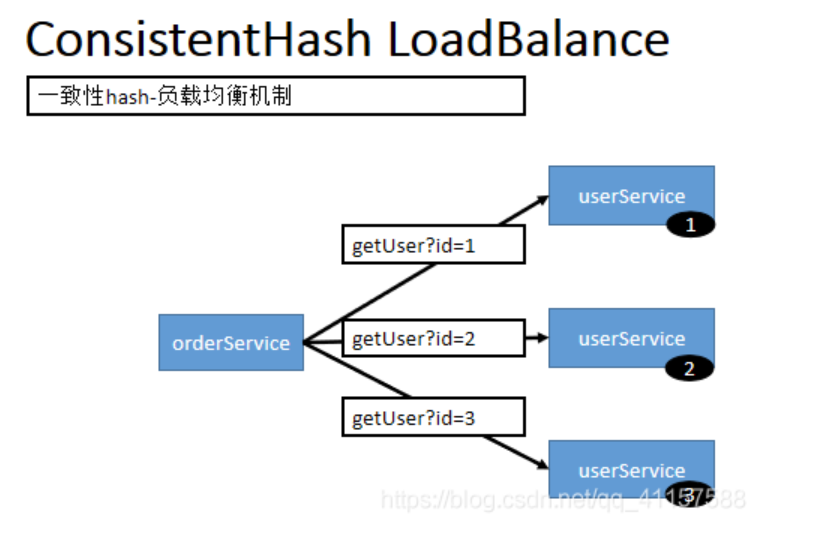 ConsistentHash LoadBalance
一致性hash-负载均衡机制
userService
1
getUser?id=1
orderService
getUser?id=2
userService
2
getUser?id=3
userService
3
https://blog.csdn.net/qq_41157588